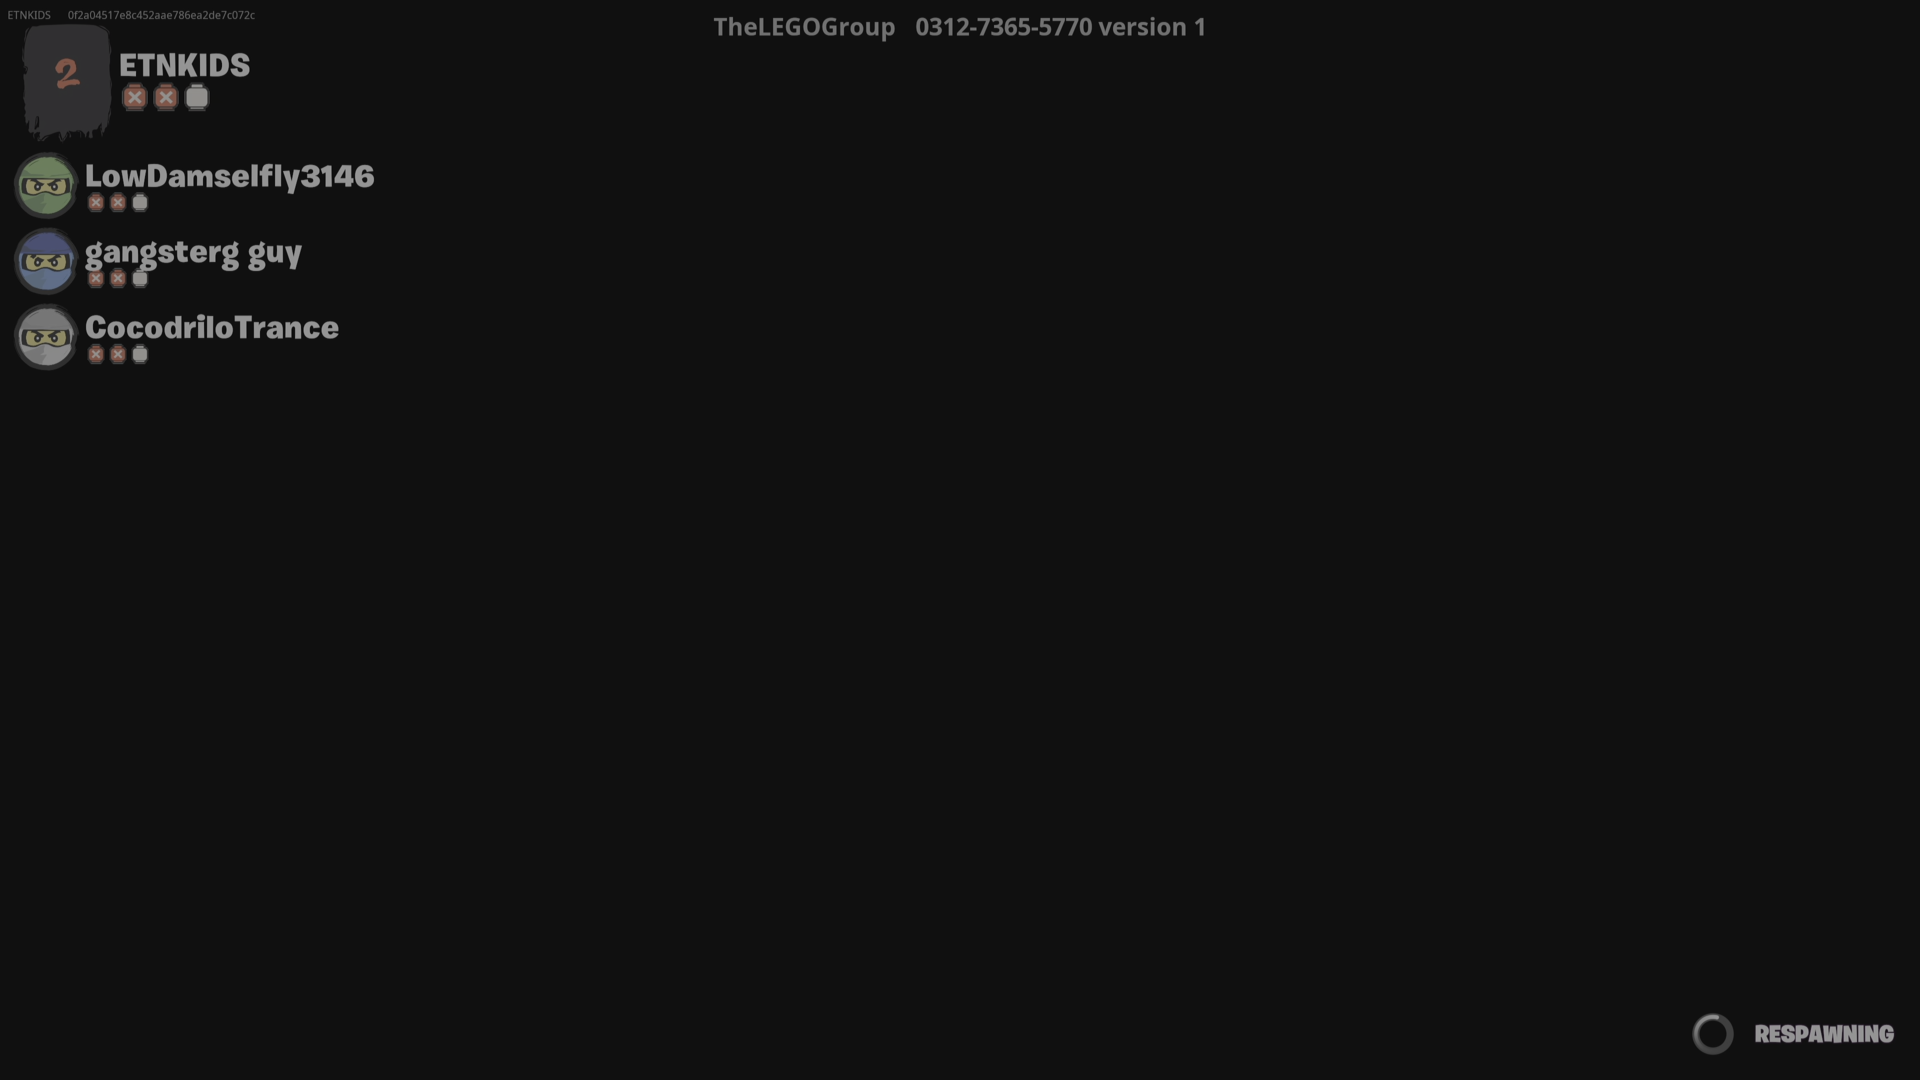 ETNKIDS 0f2a04517e8c452aae786ea2de7c072c
TheLEGOGroup 0312-7365-5770 version 1
2
ETNKIDS
LowDamselfly3146
gangsterg guy
CocodriloTrance
RESPAWNING